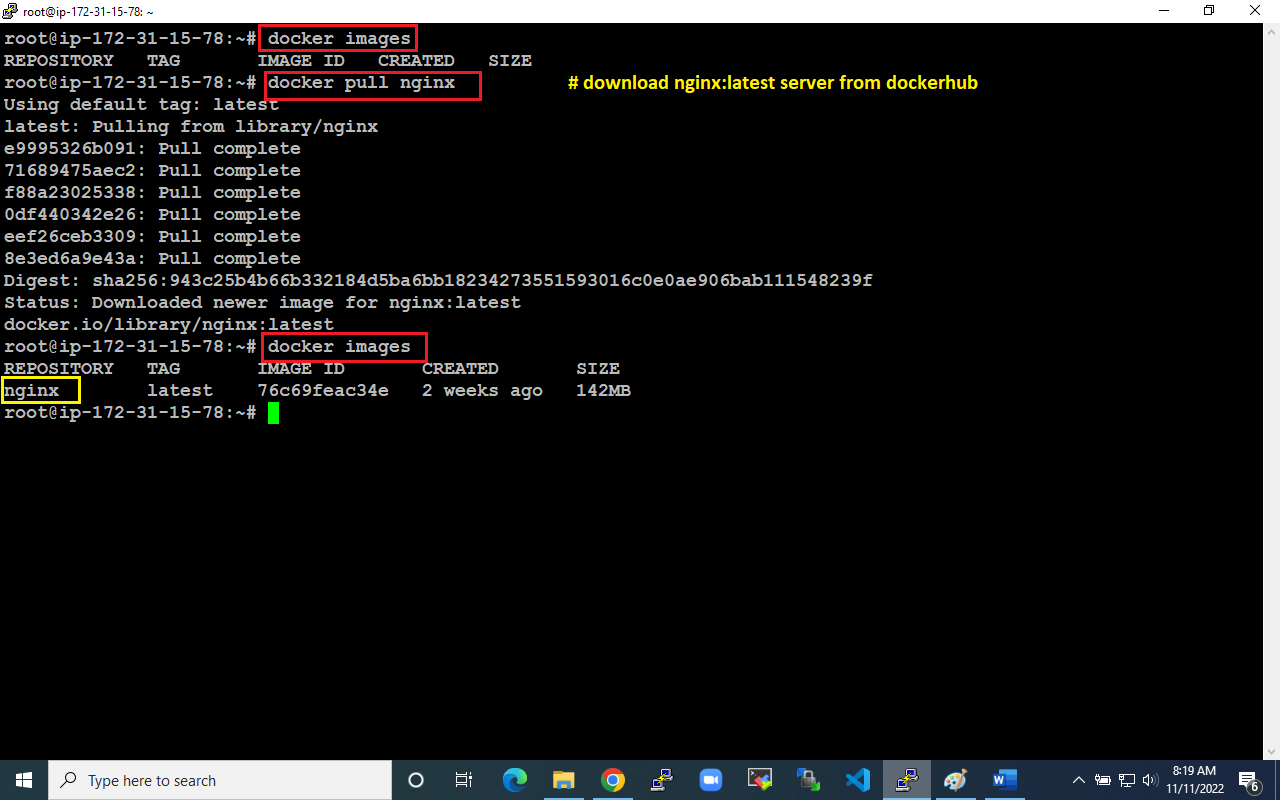 root@ip-172-31-15-78: ~
root@ip-172-31-15-78:~# docker images
REPOSITORY   TAG       IMAGE ID   CREATED   SIZE
root@ip-172-31-15-78:~# docker pull nginx # download nginx:latest server from dockerhub
Using default tag: latest
latest: Pulling from library/nginx
e9995326b091: Pull complete
71689475aec2: Pull complete
f88a23025338: Pull complete
0df440342e26: Pull complete
eef26ceb3309: Pull complete
8e3ed6a9e43a: Pull complete
Digest: sha256:943c25b4b66b332184d5ba6bb18234273551593016c0e0ae906bab111548239f
Status: Downloaded newer image for nginx:latest
docker.io/library/nginx:latest
root@ip-172-31-15-78:~# docker images
REPOSITORY   TAG       IMAGE ID       CREATED       SIZE
nginx        latest    76c69feac34e   2 weeks ago   142MB
root@ip-172-31-15-78:~#
Type here to search
8:19 AM
11/11/2022
6